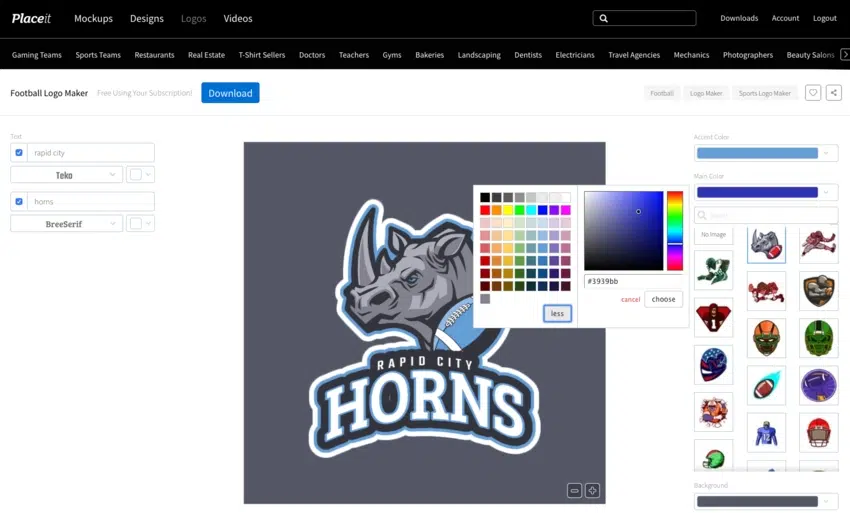 Placeit Mockups Designs Logos Videos Downloads Account Logout
Gaming Teams Sports Teams Restaurants Real Estate T-Shirt Sellers Doctors Teachers Gyms Bakeries Landscaping Dentists Electricians Travel Agencies Mechanics Photographers Beauty Salons
Football Logo Maker Free Using Your Subscription! Download Football Logo Maker Sports Logo Maker
Text
rapid city
Teko
horns
BreeSerif
RAPID CITY
HORNS
#3939bb
cancel choose
less
Accent Color
Main Color
Search
No Image
Background